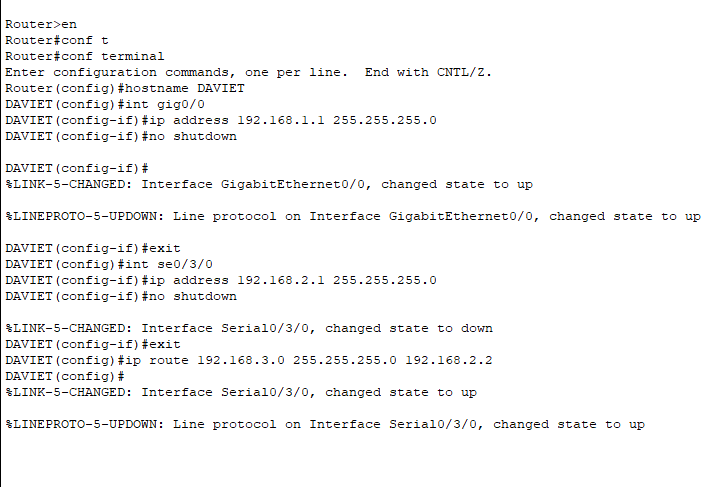 Router>en
Router#conf t
Router#conf terminal
Enter configuration commands, one per line.  End with CNTL/Z.
Router(config)#hostname DAVIET
DAVIET(config)#int gig0/0
DAVIET(config-if)#ip address 192.168.1.1 255.255.255.0
DAVIET(config-if)#no shutdown
DAVIET(config-if)#
%LINK-5-CHANGED: Interface GigabitEthernet0/0, changed state to up
%LINEPROTO-5-UPDOWN: Line protocol on Interface GigabitEthernet0/0, changed state to up
DAVIET(config-if)#exit
DAVIET(config)#int se0/3/0
DAVIET(config-if)#ip address 192.168.2.1 255.255.255.0
DAVIET(config-if)#no shutdown
%LINK-5-CHANGED: Interface Serial0/3/0, changed state to down
DAVIET(config-if)#exit
DAVIET(config)#ip route 192.168.3.0 255.255.255.0 192.168.2.2
DAVIET(config)#
%LINK-5-CHANGED: Interface Serial0/3/0, changed state to up
%LINEPROTO-5-UPDOWN: Line protocol on Interface Serial0/3/0, changed state to up